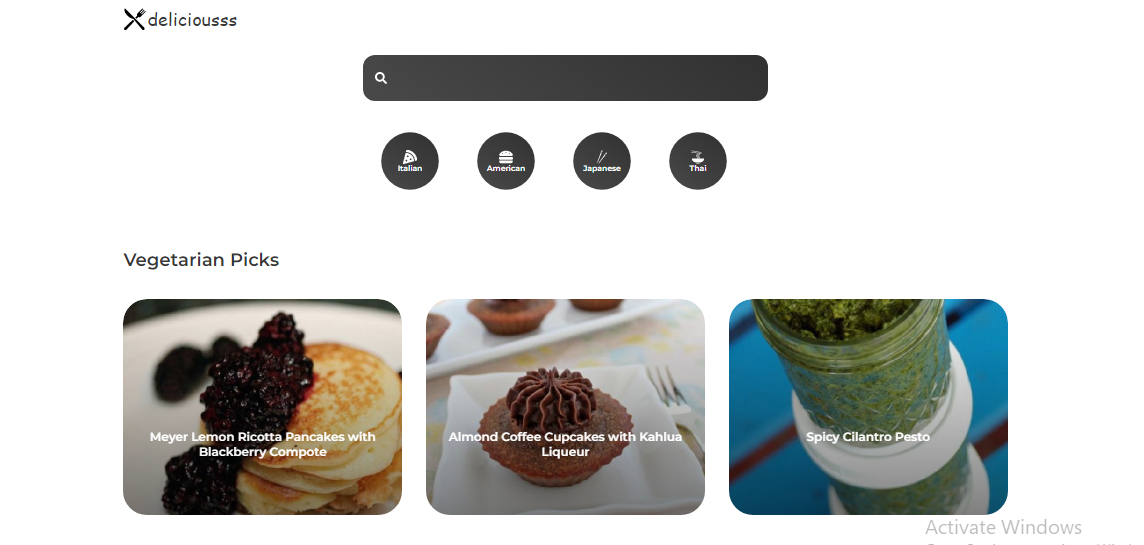 deliciousss
Italian
American
Japanese
Thai
Vegetarian Picks
Meyer Lemon Ricotta Pancakes with
Blackberry Compote
Almond Coffee Cupcakes with Kahlua
Liqueur
Spicy Cilantro Pesto
Activate Windows